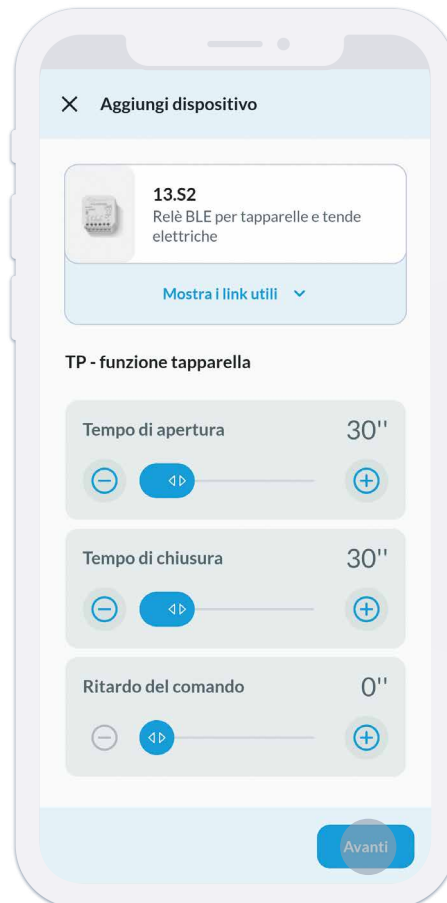 Aggiungi dispositivo
13.S2
Relè BLE per tapparelle e tende
elettriche
Mostra i link utili
TP - funzione tapparella
Tempo di apertura 30''
Tempo di chiusura 30''
Ritardo del comando 0''
Avanti